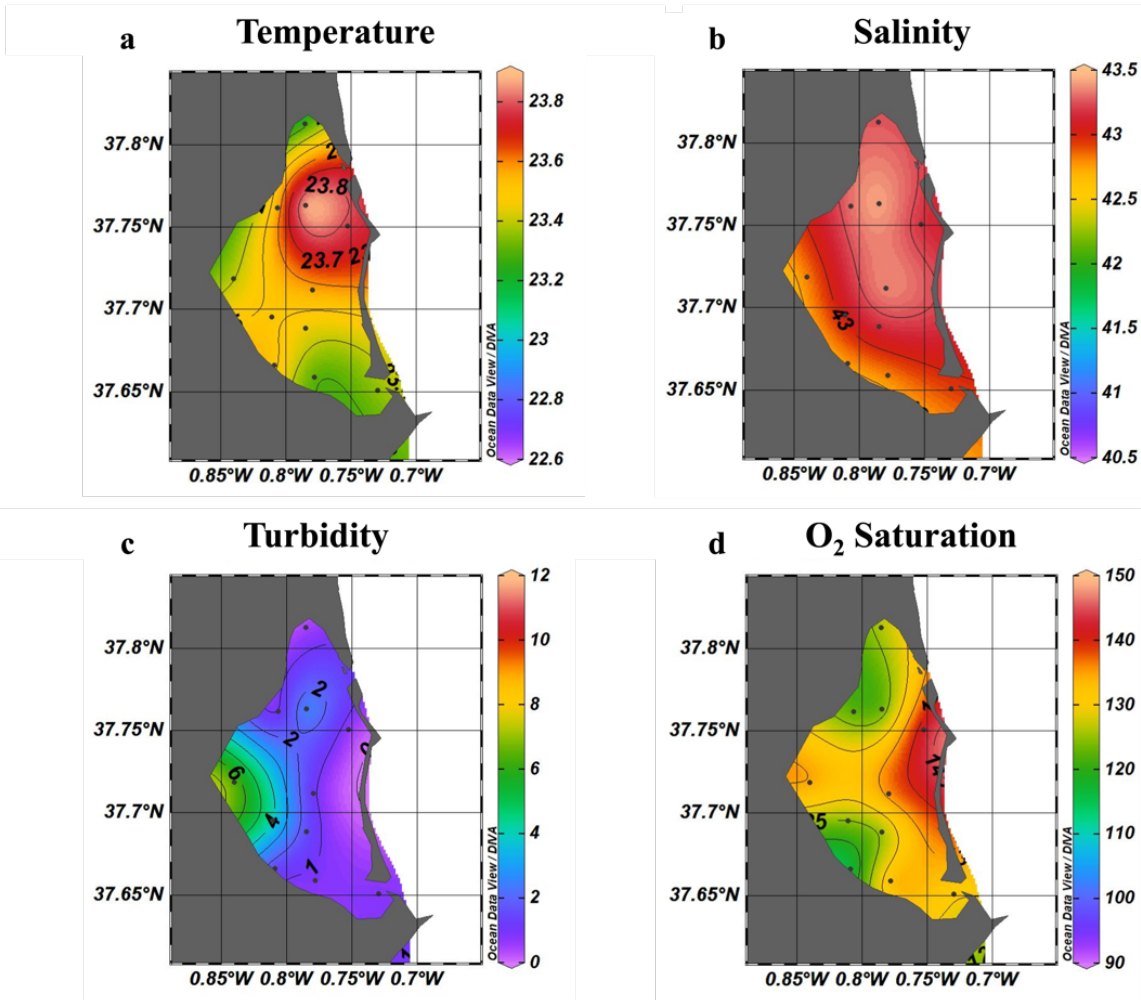 a Temperature
37.8°N
37.75°N
37.7°N
37.65°N
0.85°W 0.8°W 0.75°W 0.7°W
23.8
23.7
23.8
23.6
23.4
23.2
23
22.8
22.6
Ocean Data View / DIVA
b Salinity
37.8°N
37.75°N
37.7°N
37.65°N
0.85°W 0.8°W 0.75°W 0.7°W
43
43.5
43
42.5
42
41.5
41
40.5
Ocean Data View / DIVA
c Turbidity
37.8°N
37.75°N
37.7°N
37.65°N
0.85°W 0.8°W 0.75°W 0.7°W
2
2
6
4
1
12
10
8
6
4
2
0
Ocean Data View / DIVA
d O₂ Saturation
37.8°N
37.75°N
37.7°N
37.65°N
0.85°W 0.8°W 0.75°W 0.7°W
150
140
130
120
110
100
90
Ocean Data View / DIVA